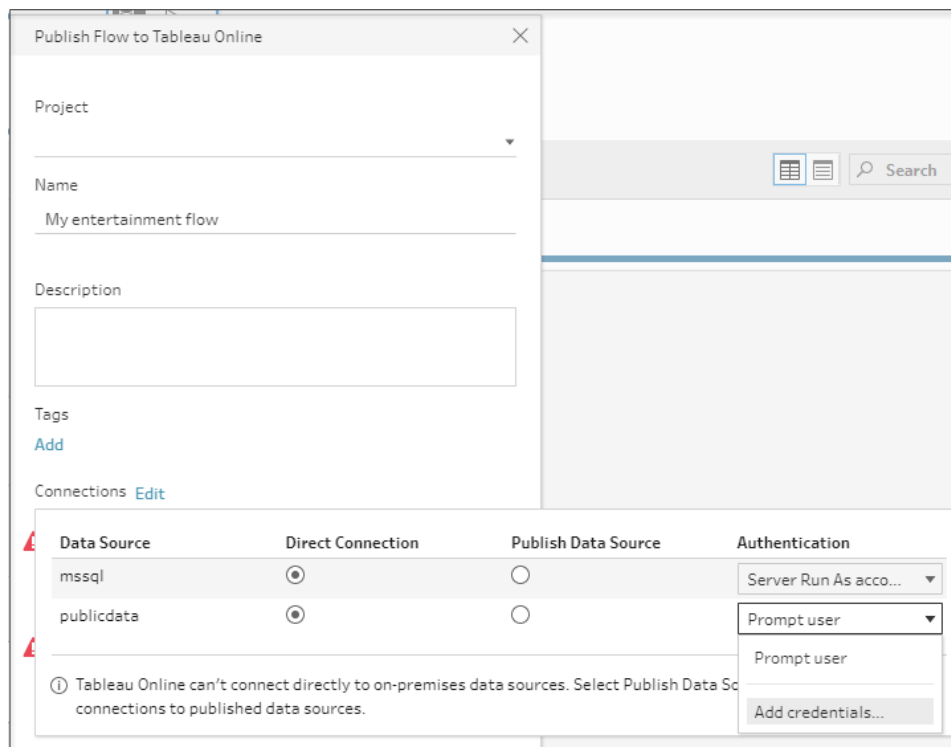 Publish Flow to Tableau Online
Project
Search
Name
My entertainment flow
Description
Tags
Add
Connections Edit
Data Source Direct Connection Publish Data Source Authentication
mssql Server Run As acco...
publicdata Prompt user
Prompt user
Tableau Online can't connect directly to on-premises data sources. Select Publish Data
connections to published data sources.
Add credentials...